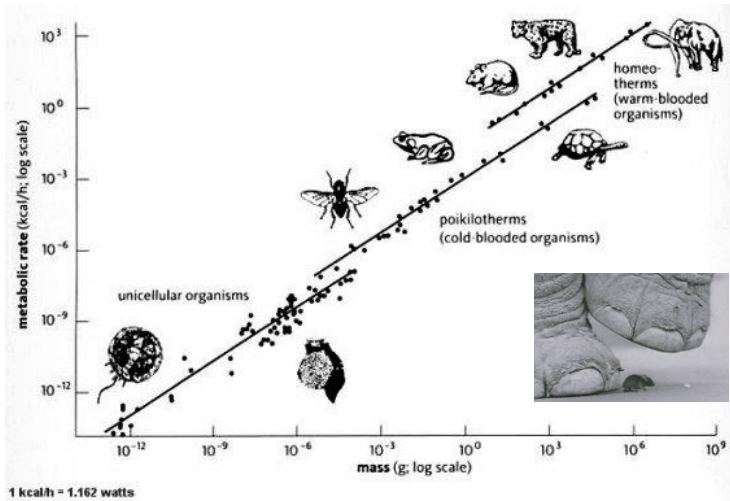 metabolic rate (kcal/h; log scale)
10³
10⁰
10⁻³
10⁻⁶
10⁻⁹
10⁻¹²
homeo-
therms
(warm-blooded
organisms)
poikilotherms
(cold-blooded organisms)
unicellular organisms
10⁻¹² 10⁻⁹ 10⁻⁶ 10⁻³ 10⁰ 10³ 10⁶ 10⁹
mass (g; log scale)
1 kcal/h = 1.162 watts